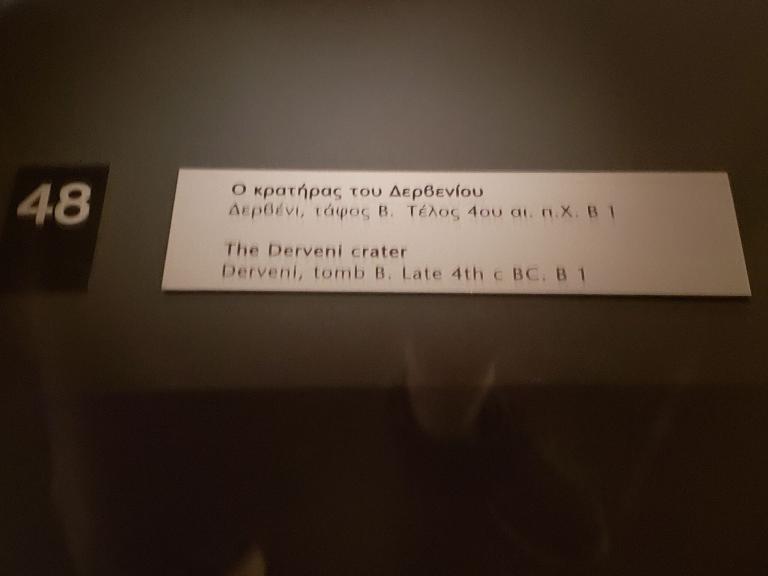 48
Ο κρατήρας του Δερβενίου
Δερβένι, τάφος Β. Τέλος 4ου αι. π.Χ. Β 1
The Derveni crater
Derveni, tomb B. Late 4th c BC. B 1